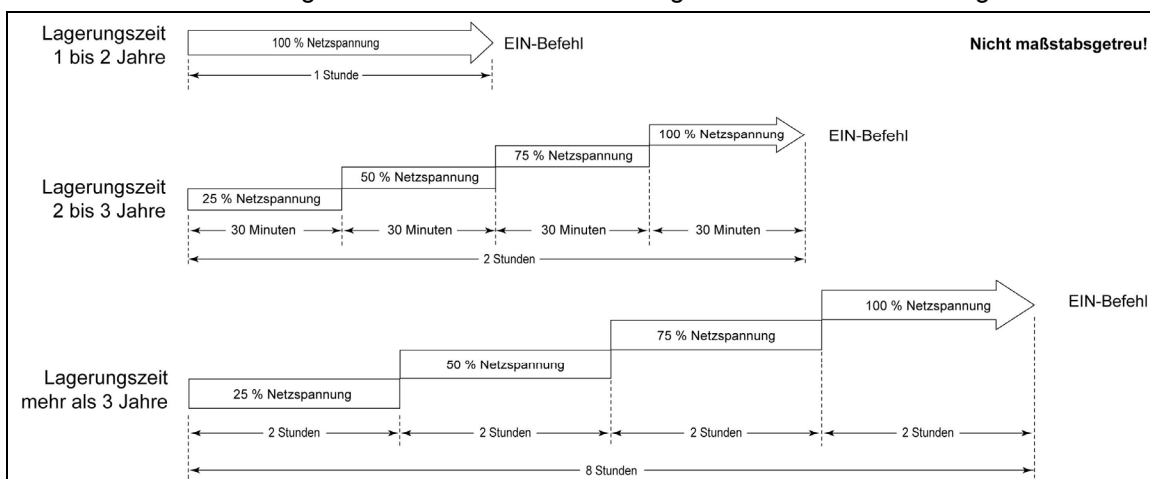 Lagerungszeit
1 bis 2 Jahre
100 % Netzspannung
EIN-Befehl
Nicht maßstabsgetreu!
1 Stunde
Lagerungszeit
2 bis 3 Jahre
25 % Netzspannung
50 % Netzspannung
75 % Netzspannung
100 % Netzspannung
EIN-Befehl
30 Minuten
30 Minuten
30 Minuten
30 Minuten
2 Stunden
Lagerungszeit
mehr als 3 Jahre
25 % Netzspannung
50 % Netzspannung
75 % Netzspannung
100 % Netzspannung
EIN-Befehl
2 Stunden
2 Stunden
2 Stunden
2 Stunden
8 Stunden